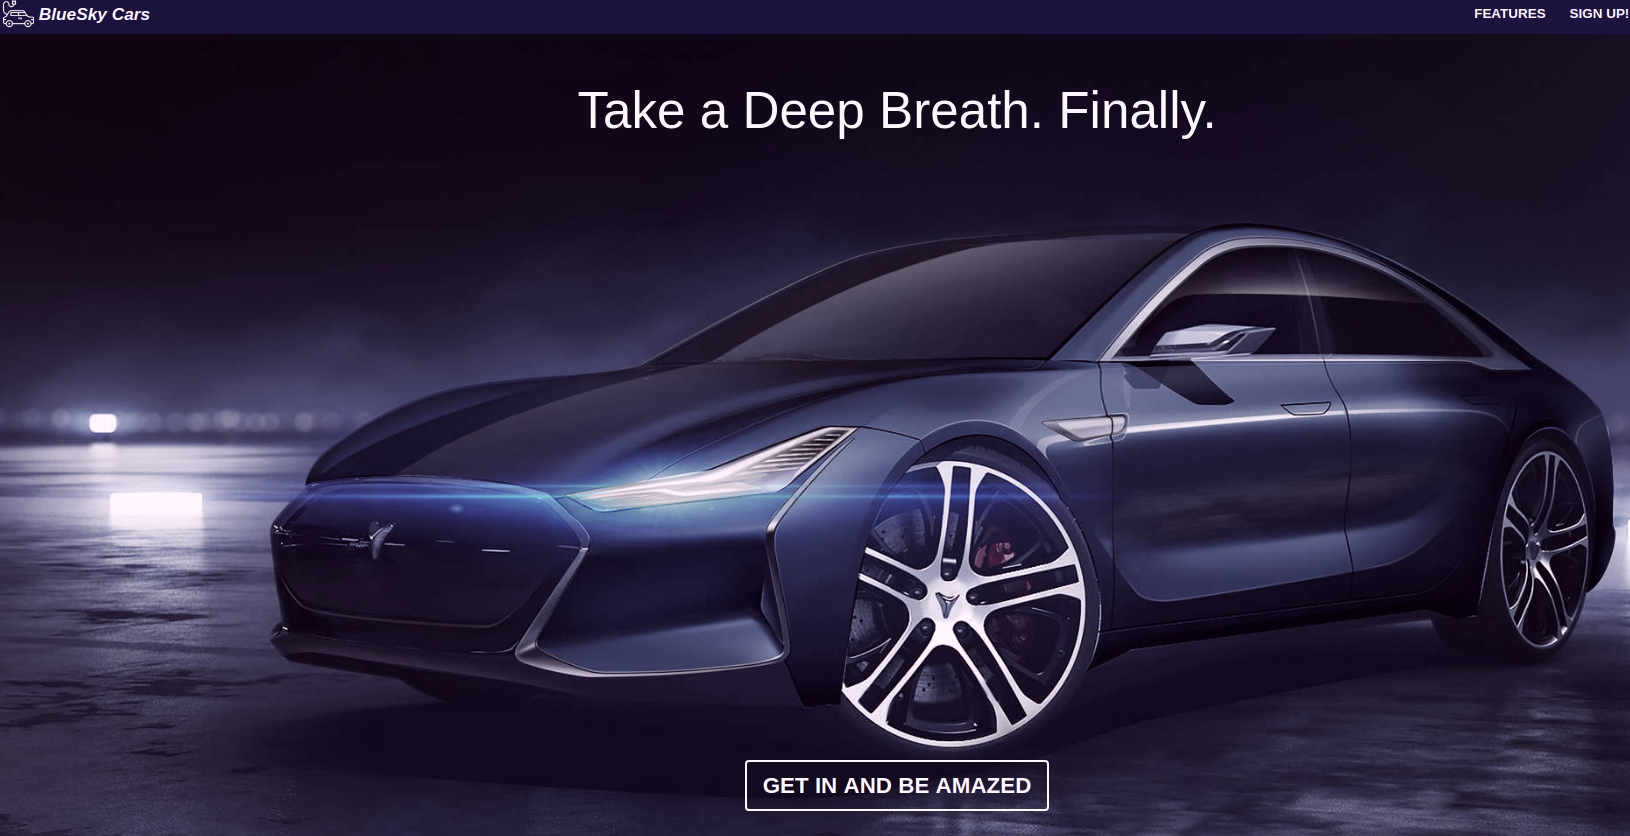 BlueSky Cars
FEATURES
SIGN UP!
Take a Deep Breath. Finally.
GET IN AND BE AMAZED